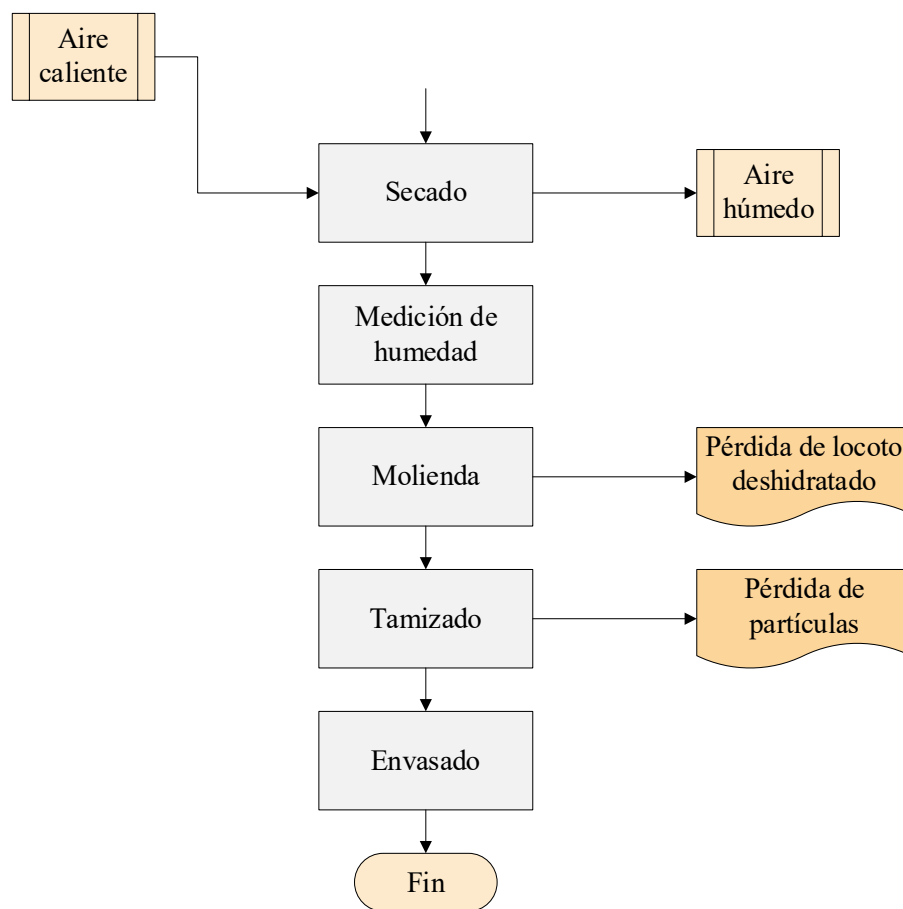 Aire
caliente
Secado
Aire
húmedo
Medición de
humedad
Molienda
Pérdida de locoto
deshidratado
Tamizado
Pérdida de
partículas
Envasado
Fin